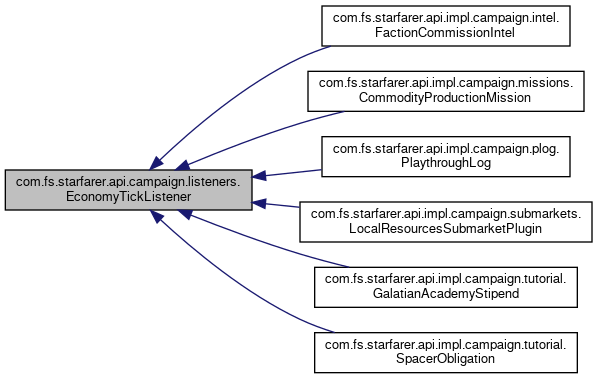 com.fs.starfarer.api.impl.campaign.intel.
FactionCommissionIntel
com.fs.starfarer.api.impl.campaign.missions.
CommodityProductionMission
com.fs.starfarer.api.impl.campaign.plog.
PlaythroughLog
com.fs.starfarer.api.campaign.listeners.
EconomyTickListener
com.fs.starfarer.api.impl.campaign.submarkets.
LocalResourcesSubmarketPlugin
com.fs.starfarer.api.impl.campaign.tutorial.
GalatianAcademyStipend
com.fs.starfarer.api.impl.campaign.tutorial.
SpacerObligation